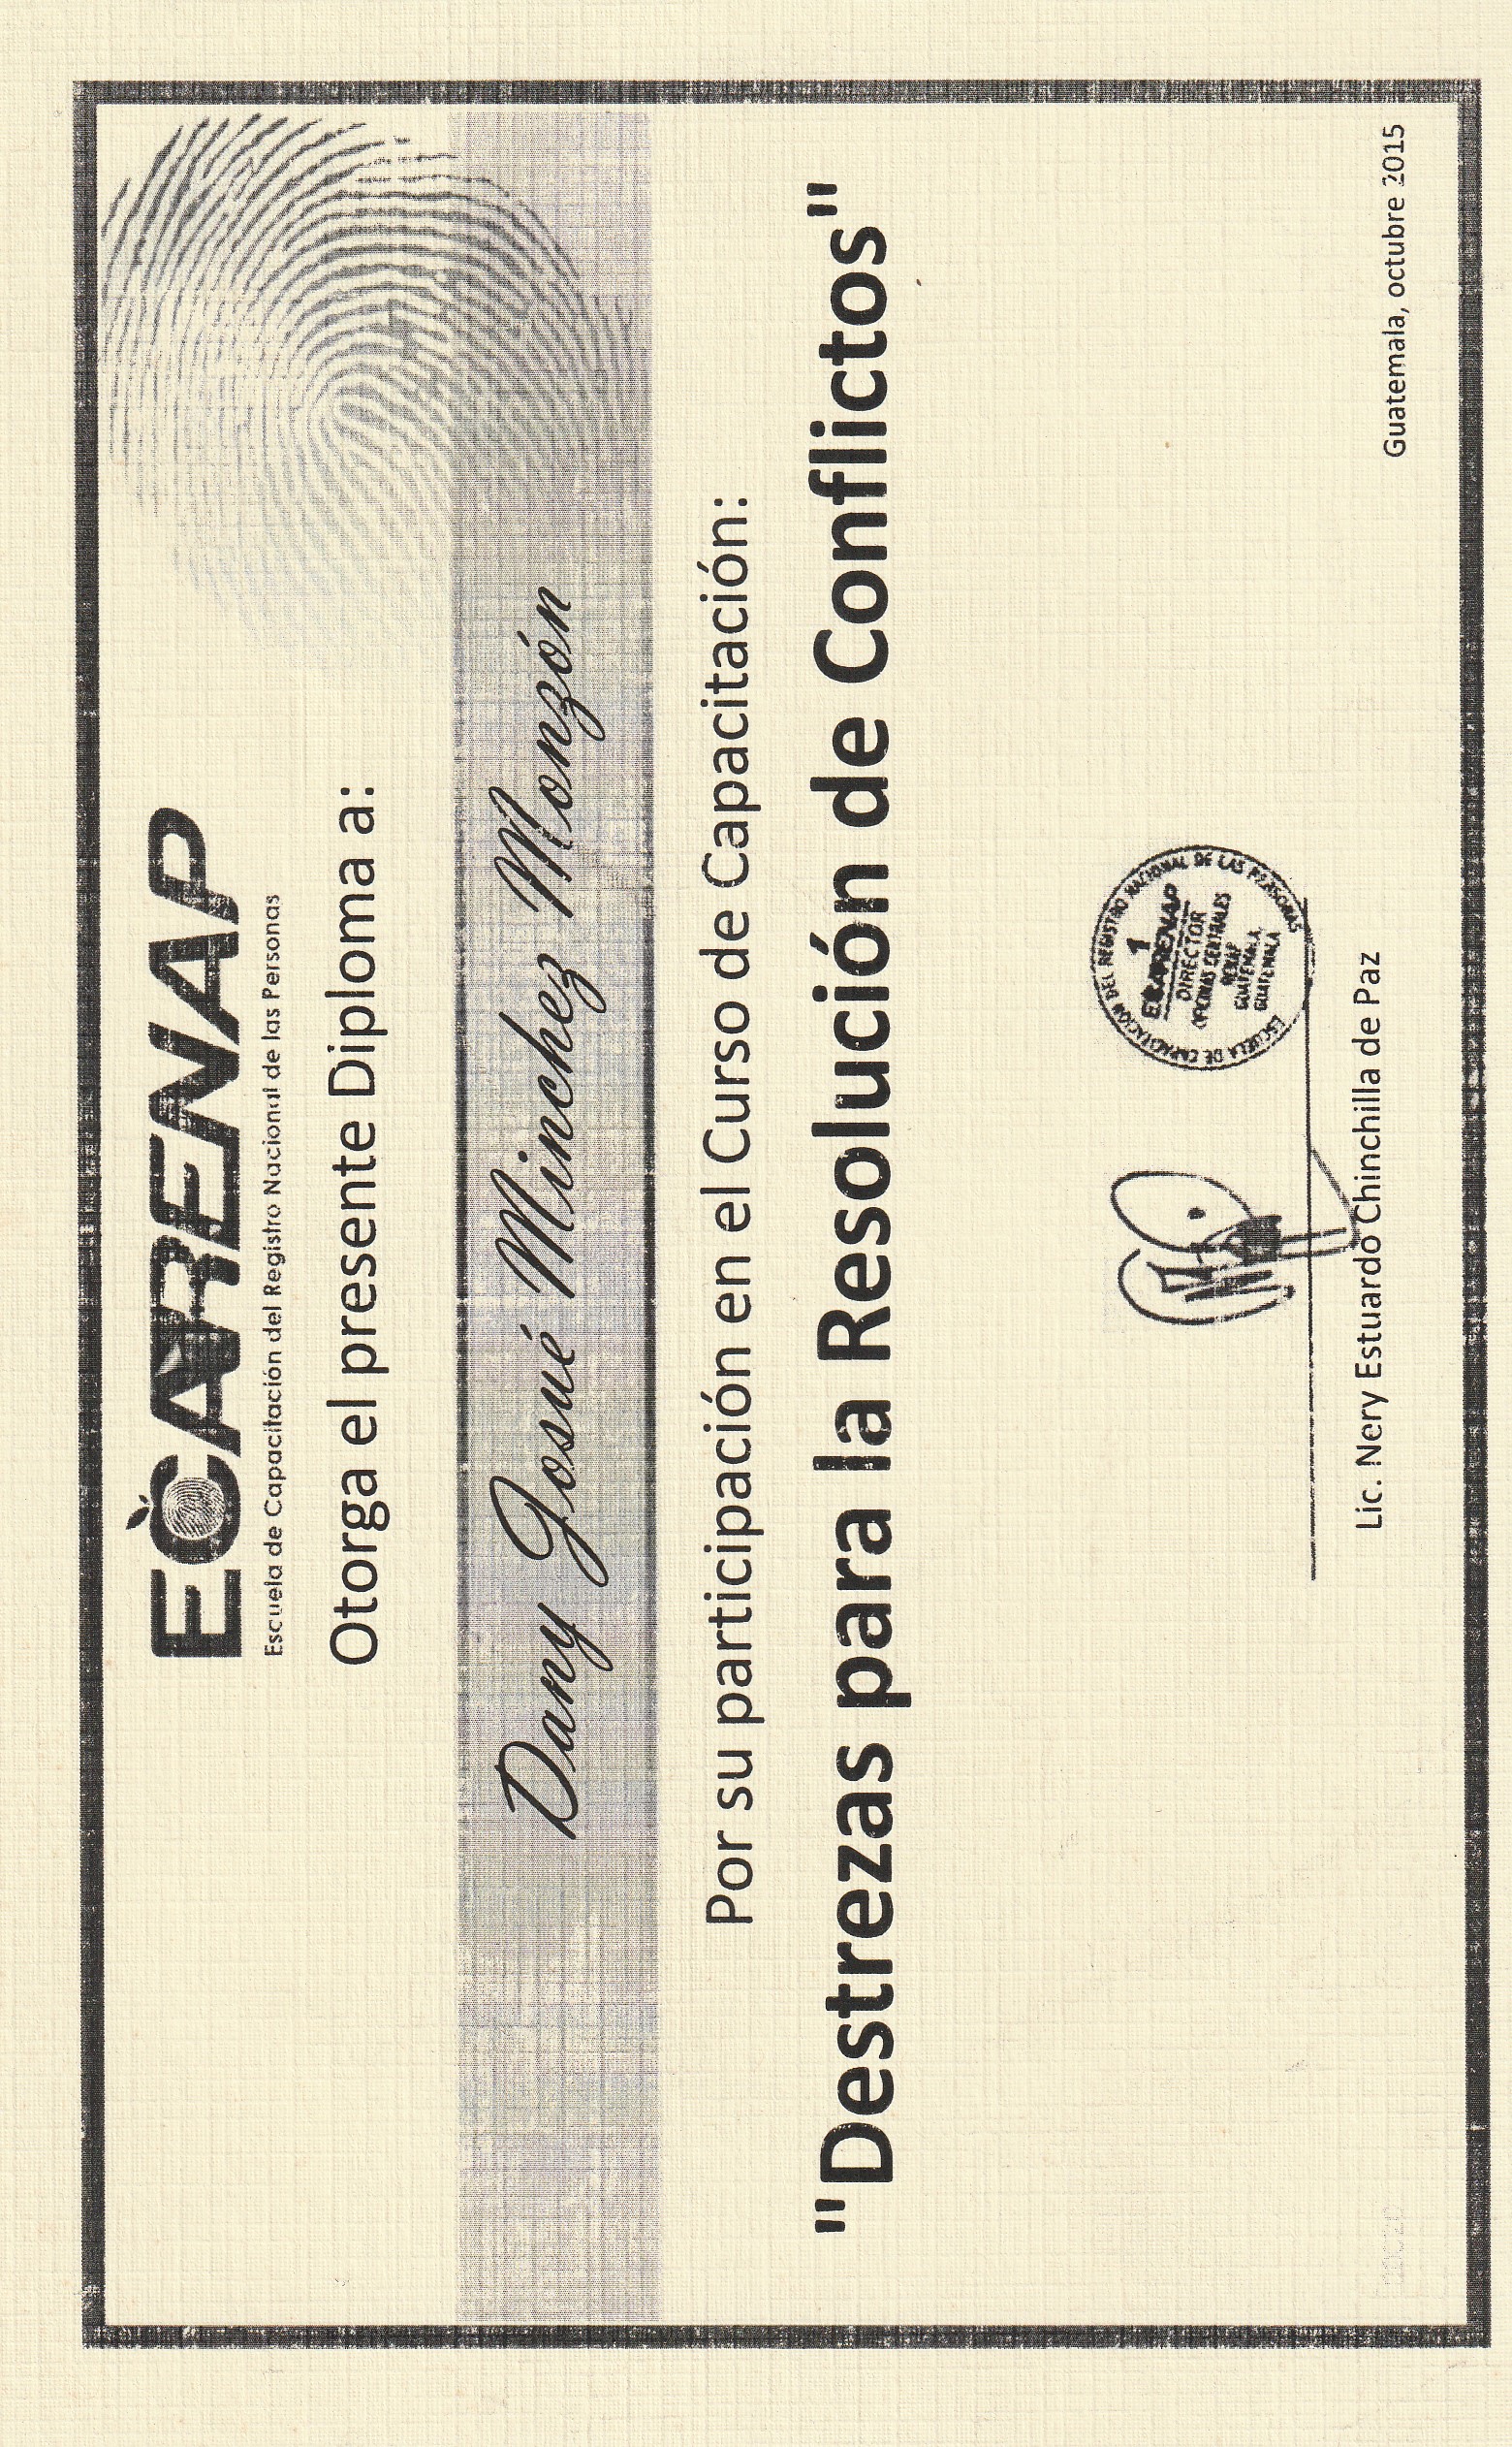 ECARENAP
Escuela de Capacitación del Registro Nacional de las Personas
Otorga el presente Diploma a:
Dany Josué Minchez Monzón
Por su participación en el Curso de Capacitación:
"Destrezas para la Resolución de Conflictos"
ESCUELA DE CAPACITACIÓN DEL REGISTRO NACIONAL DE LAS PERSONAS
1
ECARENAP
DIRECTOR
OFICINAS CENTRALES
RENAP
GUATEMALA,
GUATEMALA
Lic. Nery Estuardo Chinchilla de Paz
Guatemala, octubre 2015